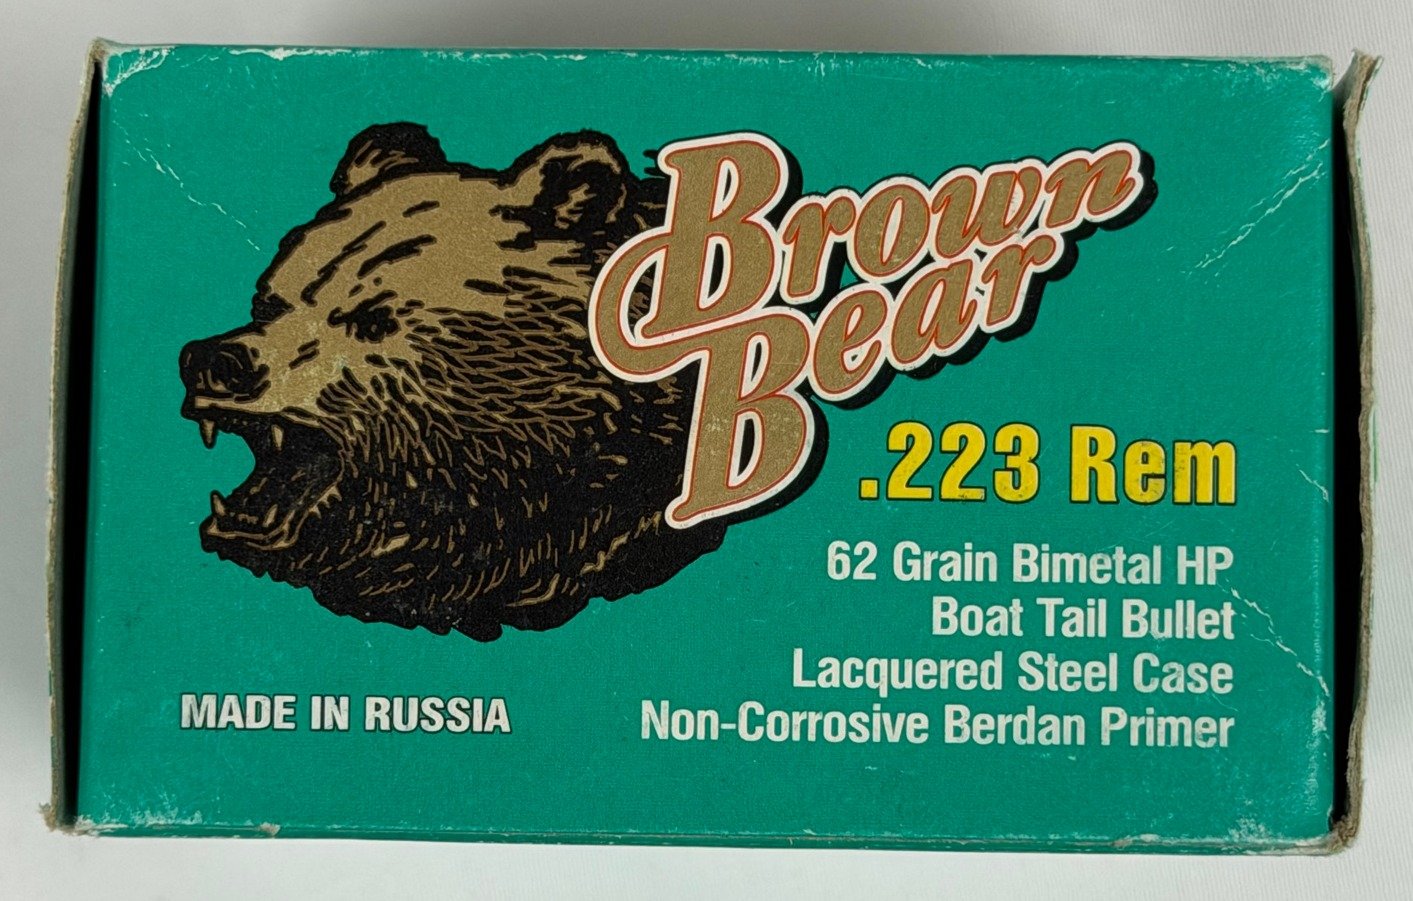 Brown
Bear
.223 Rem
62 Grain Bimetal HP
Boat Tail Bullet
Lacquered Steel Case
Non-Corrosive Berdan Primer
MADE IN RUSSIA